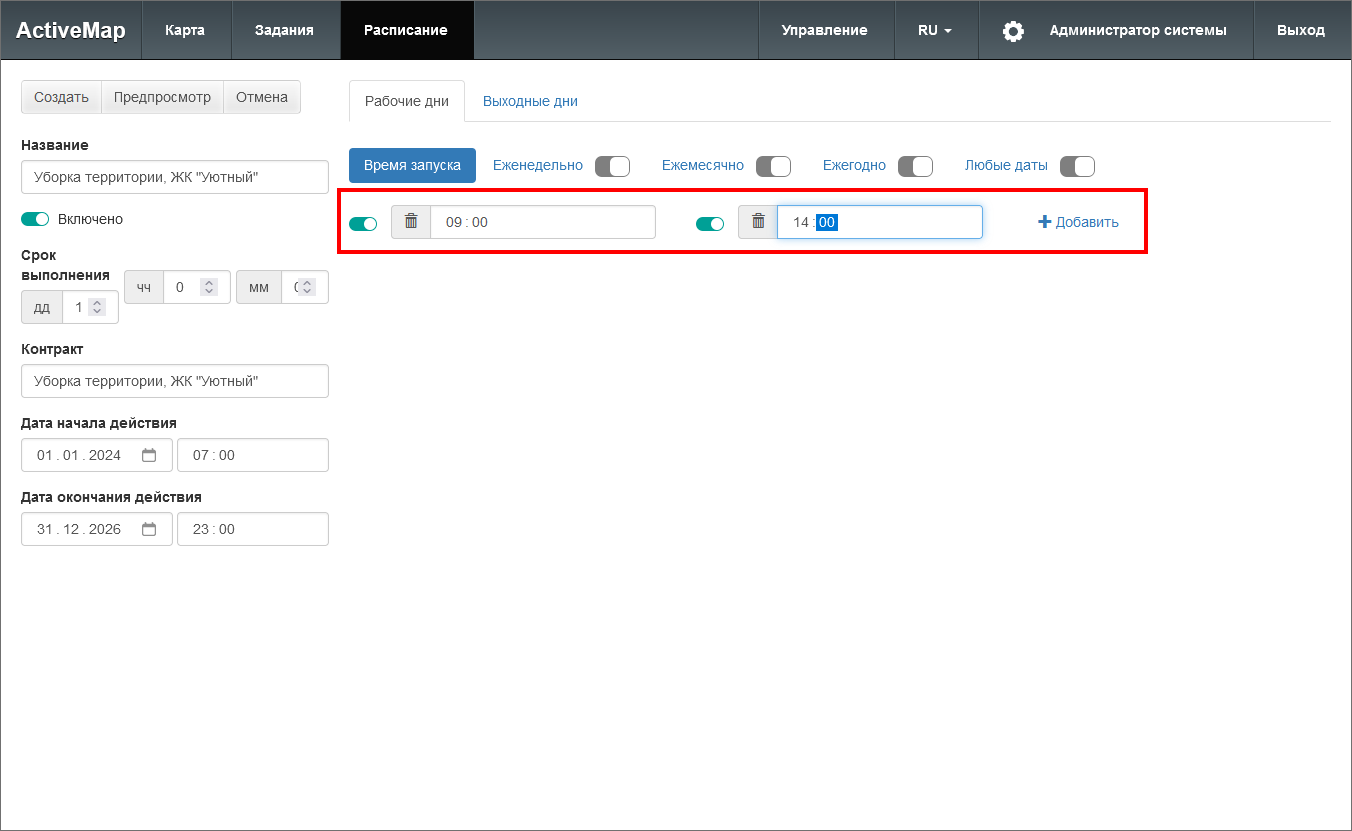 ActiveMap Карта Задания Расписание Управление RU Администратор системы Выход
Создать Предпросмотр Отмена
Рабочие дни Выходные дни
Название
Уборка территории, ЖК "Уютный"
Включено
Срок выполнения
дд 1 чч 0 мм
Контракт
Уборка территории, ЖК "Уютный"
Дата начала действия
01 . 01 . 2024 07 : 00
Дата окончания действия
31 . 12 . 2026 23 : 00
Время запуска Еженедельно Ежемесячно Ежегодно Любые даты
09 : 00 14 : 00 Добавить